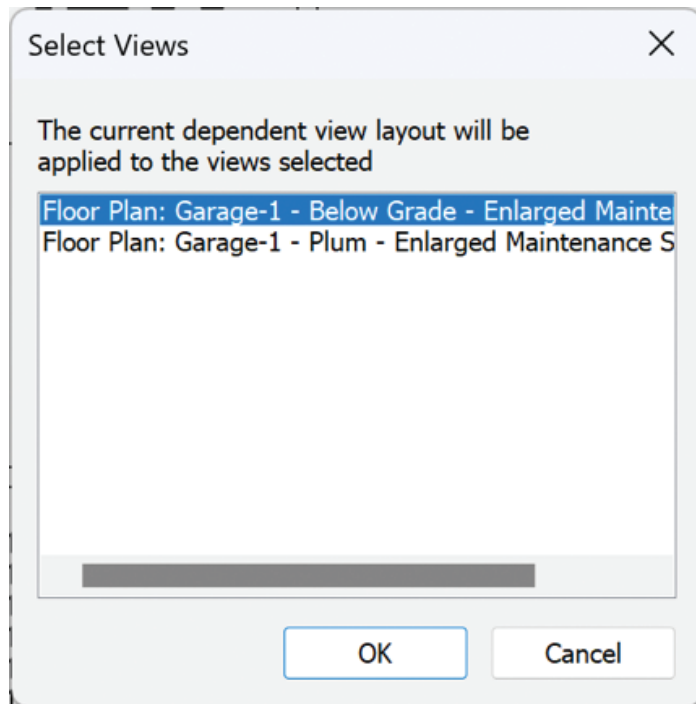 Select Views
The current dependent view layout will be
applied to the views selected
Floor Plan: Garage-1 - Below Grade - Enlarged
Floor Plan: Garage-1 - Plum - Enlarged Maintenance
OK
Cancel